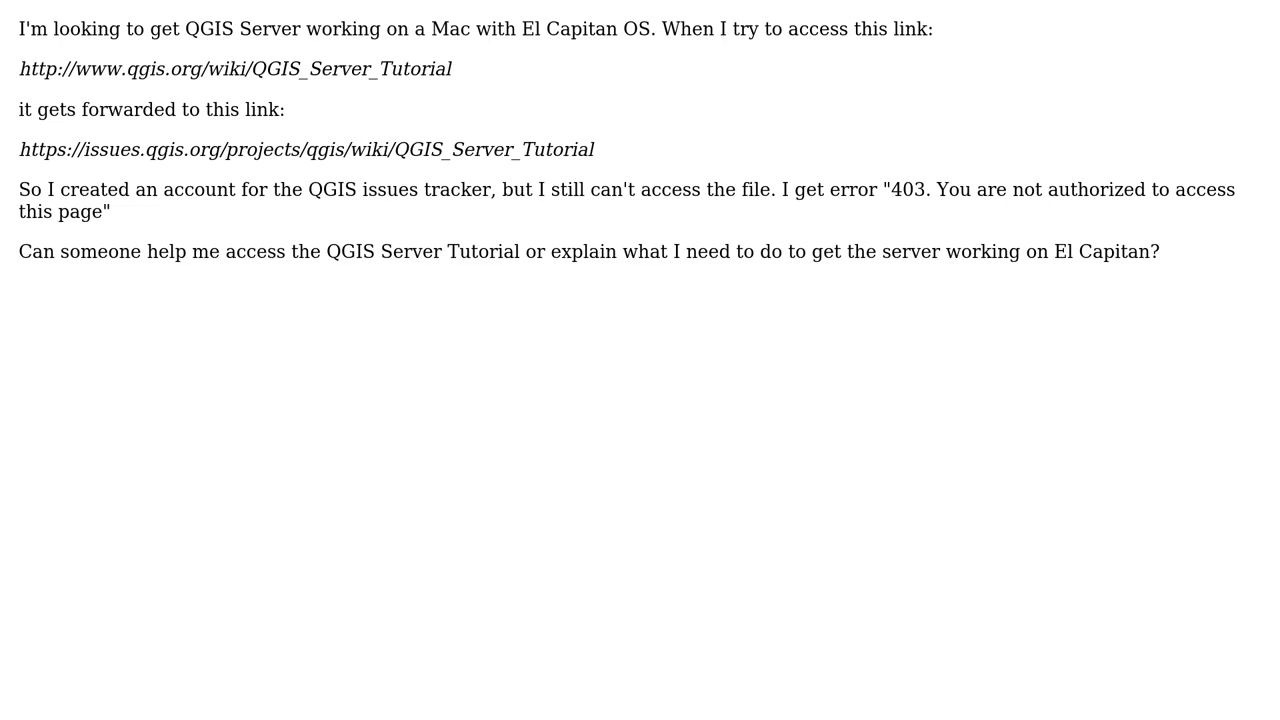 I'm looking to get QGIS Server working on a Mac with El Capitan OS. When I try to access this link:
http://www.qgis.org/wiki/QGIS_Server_Tutorial
it gets forwarded to this link:
https://issues.qgis.org/projects/qgis/wiki/QGIS_Server_Tutorial
So I created an account for the QGIS issues tracker, but I still can't access the file. I get error "403. You are not authorized to access
this page"
Can someone help me access the QGIS Server Tutorial or explain what I need to do to get the server working on El Capitan?